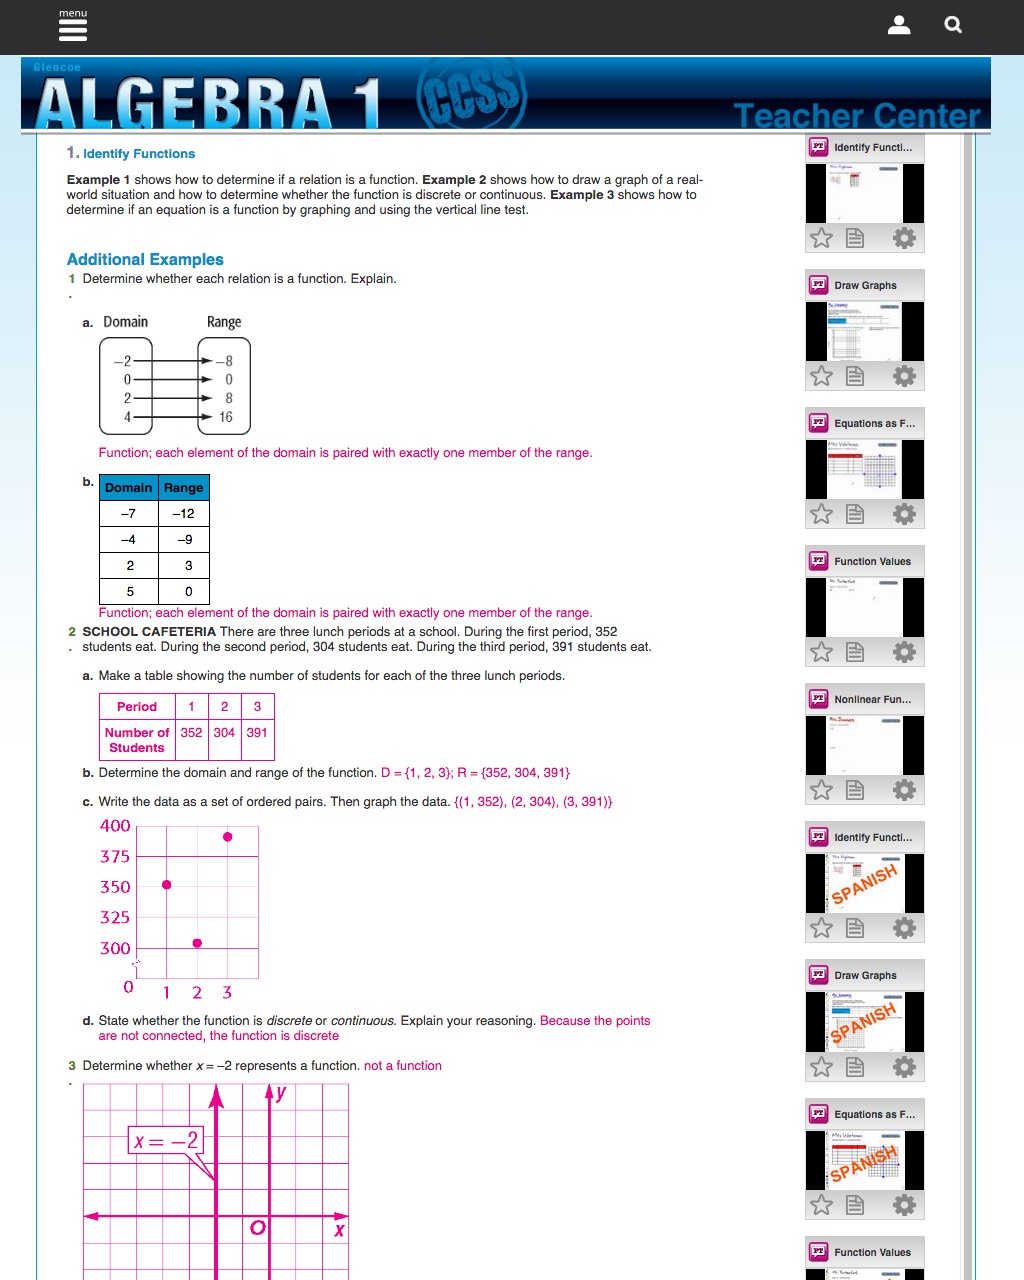 menu
Glencoe
ALGEBRA 1
CCSS
Teacher Center
1. Identify Functions
Example 1 shows how to determine if a relation is a function. Example 2 shows how to draw a graph of a real-
world situation and how to determine whether the function is discrete or continuous. Example 3 shows how to
determine if an equation is a function by graphing and using the vertical line test.
Additional Examples
1 Determine whether each relation is a function. Explain.
.
a. Domain Range
−2 −8
0 0
2 8
4 16
Function; each element of the domain is paired with exactly one member of the range.
b. Domain Range
−7 −12
−4 −9
2 3
5 0
Function; each element of the domain is paired with exactly one member of the range.
2 SCHOOL CAFETERIA There are three lunch periods at a school. During the first period, 352
. students eat. During the second period, 304 students eat. During the third period, 391 students eat.
a. Make a table showing the number of students for each of the three lunch periods.
Period 1 2 3
Number of 352 304 391
Students
b. Determine the domain and range of the function. D = {1, 2, 3}; R = {352, 304, 391}
c. Write the data as a set of ordered pairs. Then graph the data. {(1, 352), (2, 304), (3, 391)}
400
375
350
325
300
0 1 2 3
d. State whether the function is discrete or continuous. Explain your reasoning. Because the points
are not connected, the function is discrete
3 Determine whether x = −2 represents a function. not a function
.
y
x = −2
O x
PT Identify Functi...
PT Draw Graphs
PT Equations as F...
PT Function Values
PT Nonlinear Fun...
PT Identify Functi...
SPANISH
PT Draw Graphs
SPANISH
PT Equations as F...
SPANISH
PT Function Values